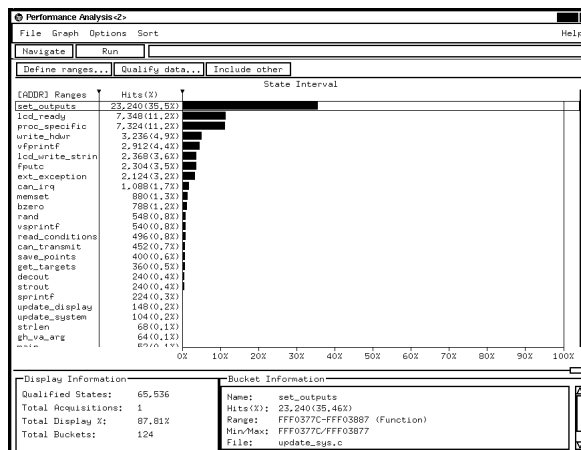 Performance Analysis<2>
File Graph Options Sort Help
Navigate Run
Define ranges... Qualify data... Include other
State Interval
[ADDR] Ranges Hits(%)
set_outputs 23,240(35.5%)
lcd_ready 7,348(11.2%)
proc_specific 7,324(11.2%)
write_hdwr 3,236(4.9%)
vfprintf 2,912(4.4%)
lcd_write_strin 2,368(3.6%)
fputc 2,304(3.5%)
ext_exception 2,124(3.2%)
can_irq 1,088(1.7%)
memset 880(1.3%)
bzero 788(1.2%)
rand 548(0.8%)
vsprintf 540(0.8%)
read_conditions 496(0.8%)
can_transmit 452(0.7%)
save_points 400(0.6%)
get_targets 360(0.5%)
decout 240(0.4%)
strout 240(0.4%)
sprintf 224(0.3%)
update_display 148(0.2%)
update_system 104(0.2%)
strlen 68(0.1%)
gh_va_arg 64(0.1%)
0% 10% 20% 30% 40% 50% 60% 70% 80% 90% 100%
Display Information
Qualified States: 65,536
Total Acquisitions: 1
Total Display %: 87.81%
Total Buckets: 124
Bucket Information
Name: set_outputs
Hits(%): 23,240(35.46%)
Range: FFF0377C-FFF03887 (Function)
Min/Max: FFF0377C/FFF03877
File: update_sys.c